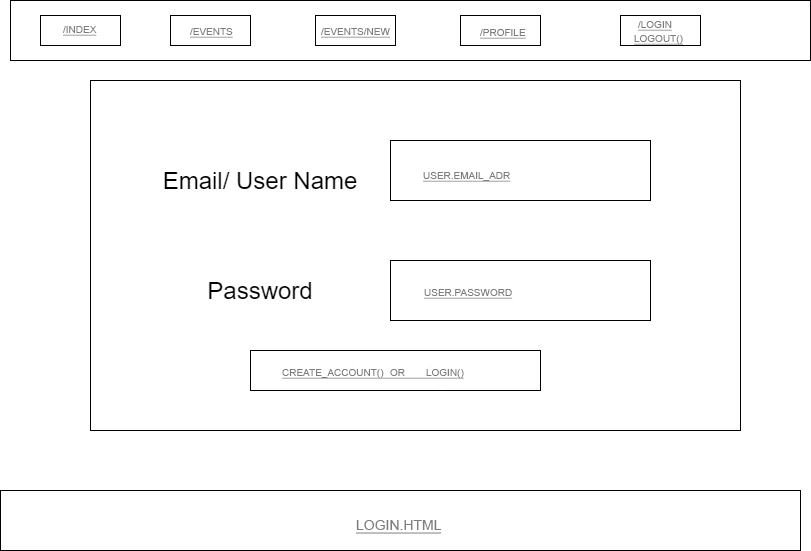 /INDEX
/EVENTS
/EVENTS/NEW
/PROFILE
/LOGIN
LOGOUT()
Email/ User Name
USER.EMAIL_ADR
Password
USER.PASSWORD
CREATE_ACCOUNT() OR LOGIN()
LOGIN.HTML